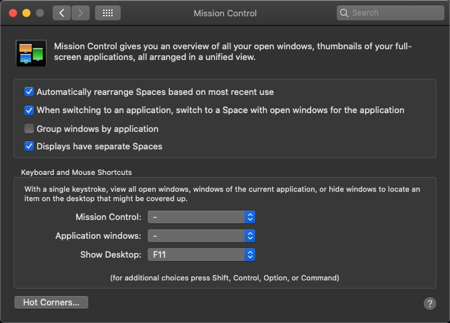 Mission Control
Search
Mission Control gives you an overview of all your open windows, thumbnails of your full-
screen applications, all arranged in a unified view.
Automatically rearrange Spaces based on most recent use
When switching to an application, switch to a Space with open windows for the application
Group windows by application
Displays have separate Spaces
Keyboard and Mouse Shortcuts
With a single keystroke, view all open windows, windows of the current application, or hide windows to locate an
item on the desktop that might be covered up.
Mission Control: -
Application windows: -
Show Desktop: F11
(for additional choices press Shift, Control, Option, or Command)
Hot Corners... ?